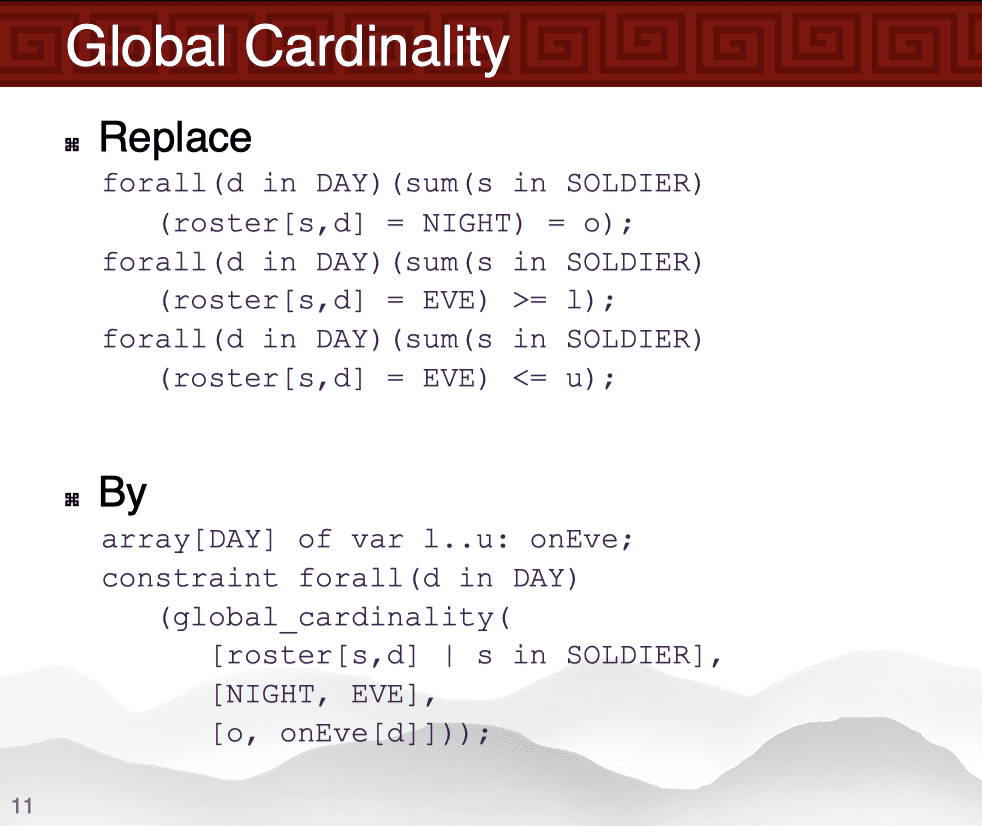 Global Cardinality
⌘ Replace
forall(d in DAY)(sum(s in SOLDIER)
(roster[s,d] = NIGHT) = o);
forall(d in DAY)(sum(s in SOLDIER)
(roster[s,d] = EVE) >= l);
forall(d in DAY)(sum(s in SOLDIER)
(roster[s,d] = EVE) <= u);
⌘ By
array[DAY] of var l..u: onEve;
constraint forall(d in DAY)
(global_cardinality(
[roster[s,d] | s in SOLDIER],
[NIGHT, EVE],
[o, onEve[d]]));
11